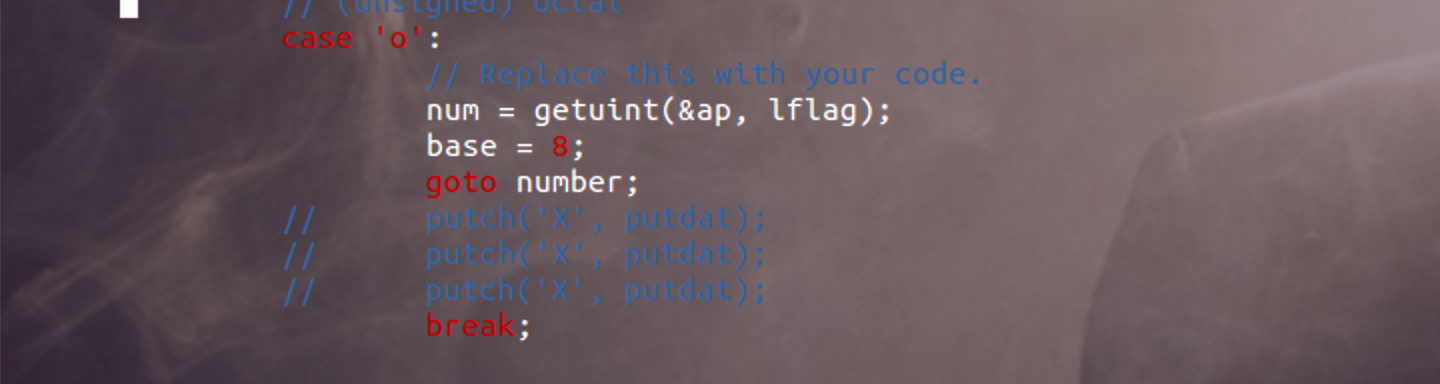 // (unsigned) octal
case 'o':
// Replace this with your code.
num = getuint(&ap, lflag);
base = 8;
goto number;
// putch('X', putdat);
// putch('X', putdat);
// putch('X', putdat);
break;